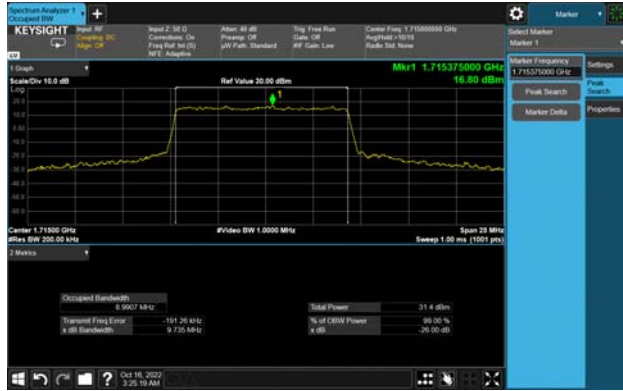 Spectrum Analyzer 1
Occupied BW
Marker
KEYSIGHT
Input: RF
Coupling: DC
Align: Off
Input Z: 50 Ω
Corrections: On
Freq Ref: Int (S)
NFE: Adaptive
Atten: 40 dB
Preamp: Off
µW Path: Standard
Trig: Free Run
Gate: Off
#IF Gain: Low
Center Freq: 1.715000000 GHz
Avg|Hold:>10/10
Radio Std: None
Select Marker
Marker 1
1 Graph
Scale/Div 10.0 dB
Ref Value 30.00 dBm
Mkr1 1.715375000 GHz
16.80 dBm
Log
1
Marker Frequency
1.715375000 GHz
Peak Search
Marker Delta
Settings
Peak
Search
Properties
Center 1.71500 GHz
#Res BW 200.00 kHz
#Video BW 1.0000 MHz
Span 25 MHz
Sweep 1.00 ms (1001 pts)
2 Metrics
Occupied Bandwidth
8.9907 MHz
Transmit Freq Error
-191.26 kHz
x dB Bandwidth
9.735 MHz
Total Power
31.4 dBm
% of OBW Power
99.00 %
x dB
-26.00 dB
Oct 16, 2022
3:25:19 AM